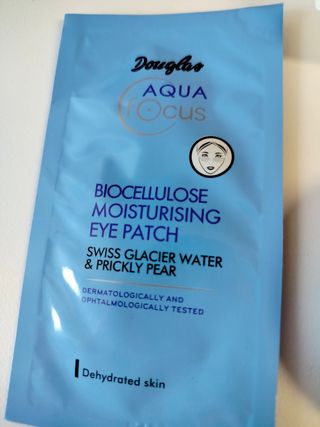 Douglas
AQUA
focus
BIOCELLULOSE
MOISTURISING
EYE PATCH
SWISS GLACIER WATER
& PRICKLY PEAR
DERMATOLOGICALLY AND
OPHTALMOLOGICALLY TESTED
Dehydrated skin